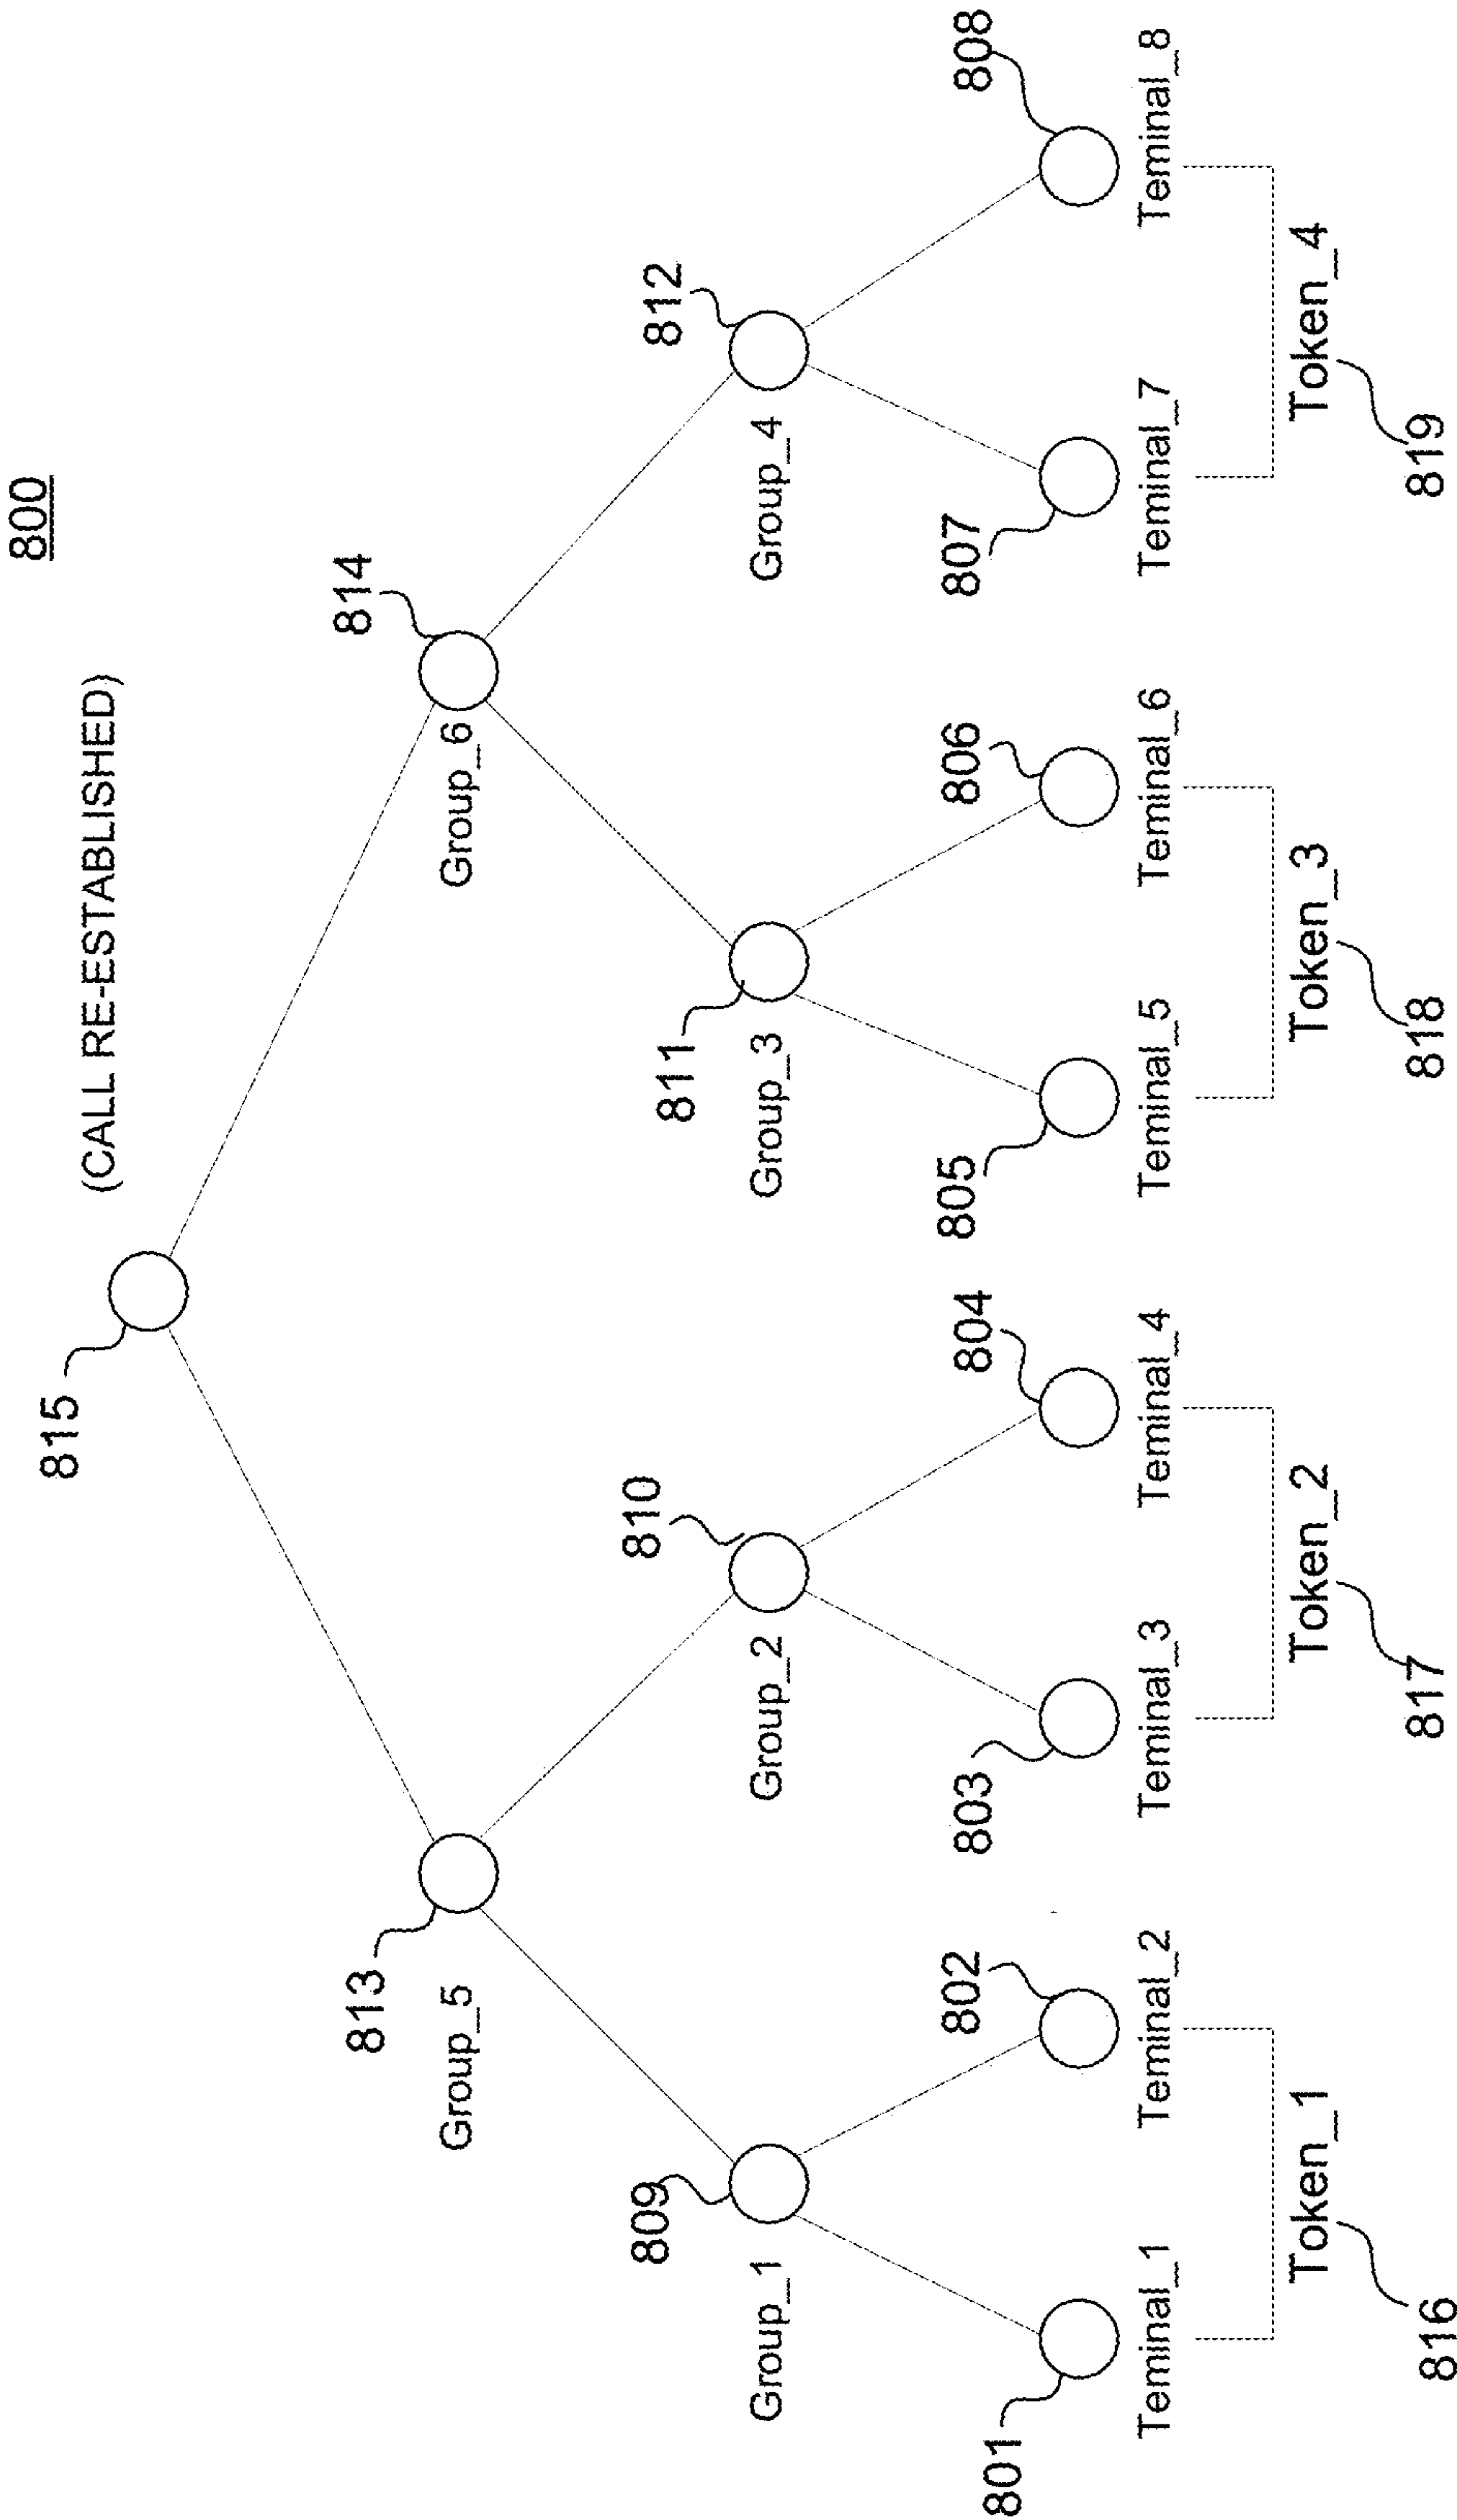 800
(CALL RE-ESTABLISHED)
815
814
813
Group_6
Group_5
812
811
810
809
Group_4
Group_3
Group_2
Group_1
808
807
806
805
804
803
802
801
Teminal_1
Teminal_2
Teminal_3
Teminal_4
Teminal_5
Teminal_6
Teminal_7
Teminal_8
Token_1
Token_2
Token_3
Token_4
816
817
818
819